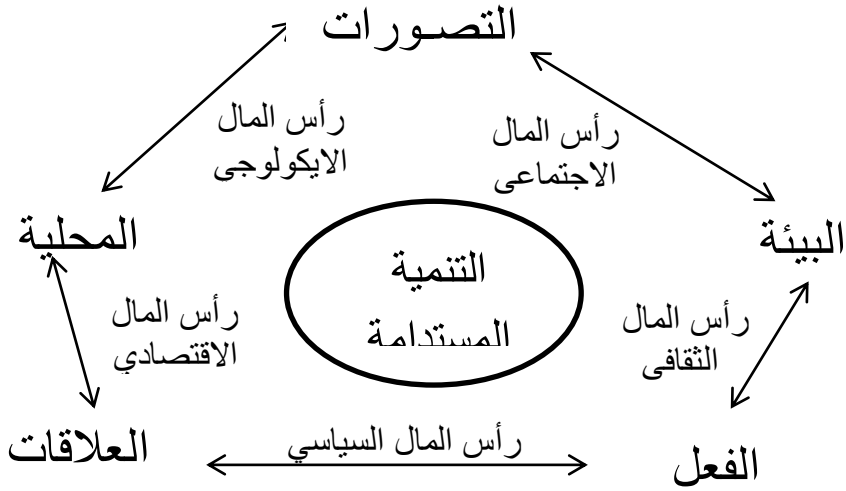 التصورات
رأس المال
الاجتماعى
رأس المال
الايكولوجى
البيئة
المحلية
التنمية
المستدامة
رأس المال
الثقافى
رأس المال
الاقتصادي
رأس المال السياسي
الفعل
العلاقات